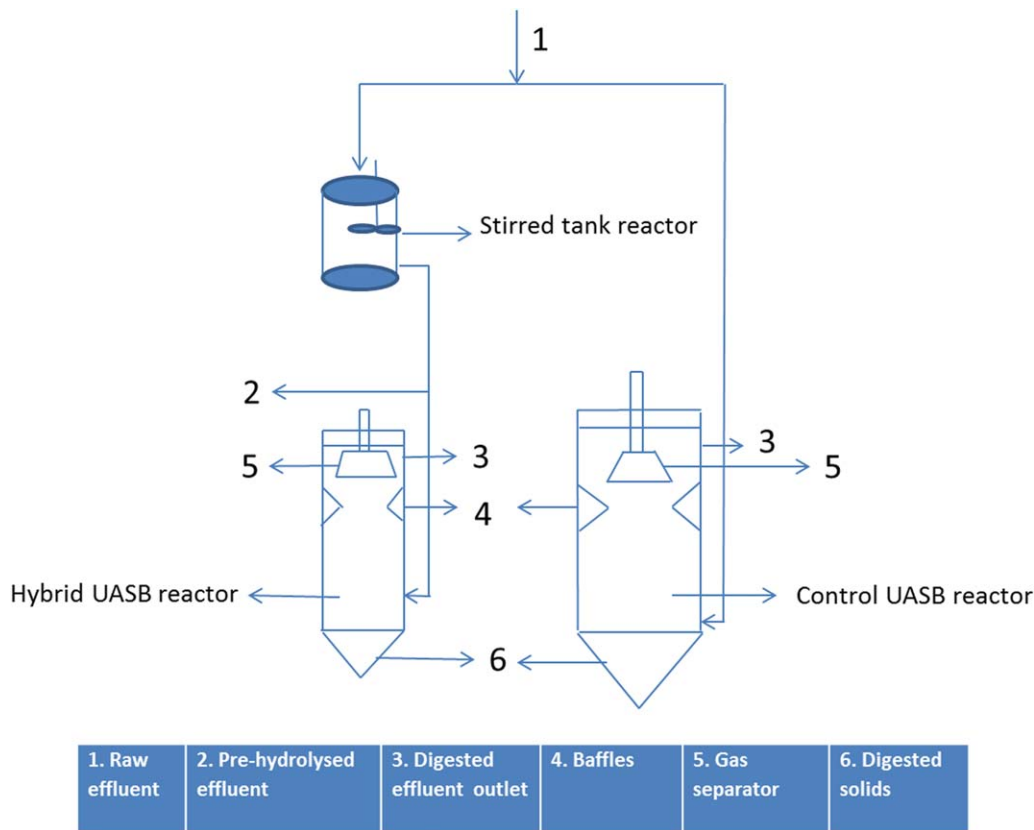 1
Stirred tank reactor
2
3
3
5
5
4
Hybrid UASB reactor
Control UASB reactor
6
1. Raw
effluent
2. Pre-hydrolysed
effluent
3. Digested
effluent outlet
4. Baffles
5. Gas
separator
6. Digested
solids